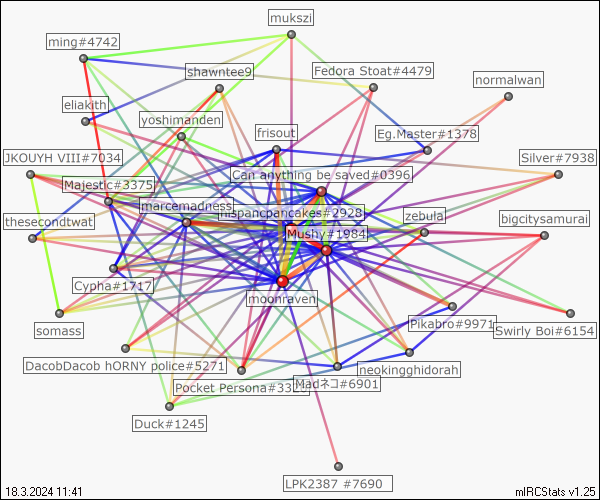 mukszi
ming#4742
shawntee9
Fedora Stoat#4479
normalwan
eliakith
yoshimanden
frisout
Eg.Master#1378
JKOUYH VIII#7034
Silver#7938
Can anything be saved#0396
Majestic#3375
marcemadness
hispancpancakes#2928
thesecondtwat
zebula
bigcitysamurai
Mushy#1984
Cypha#1717
moonraven
somass
Pikabro#9971
Swirly Boi#6154
DacobDacob hORNY police#5271
neokingghidorah
Pocket Persona#33
Madネコ#6901
Duck#1245
LPK2387 #7690
18.3.2024 11:41
mIRCStats v1.25